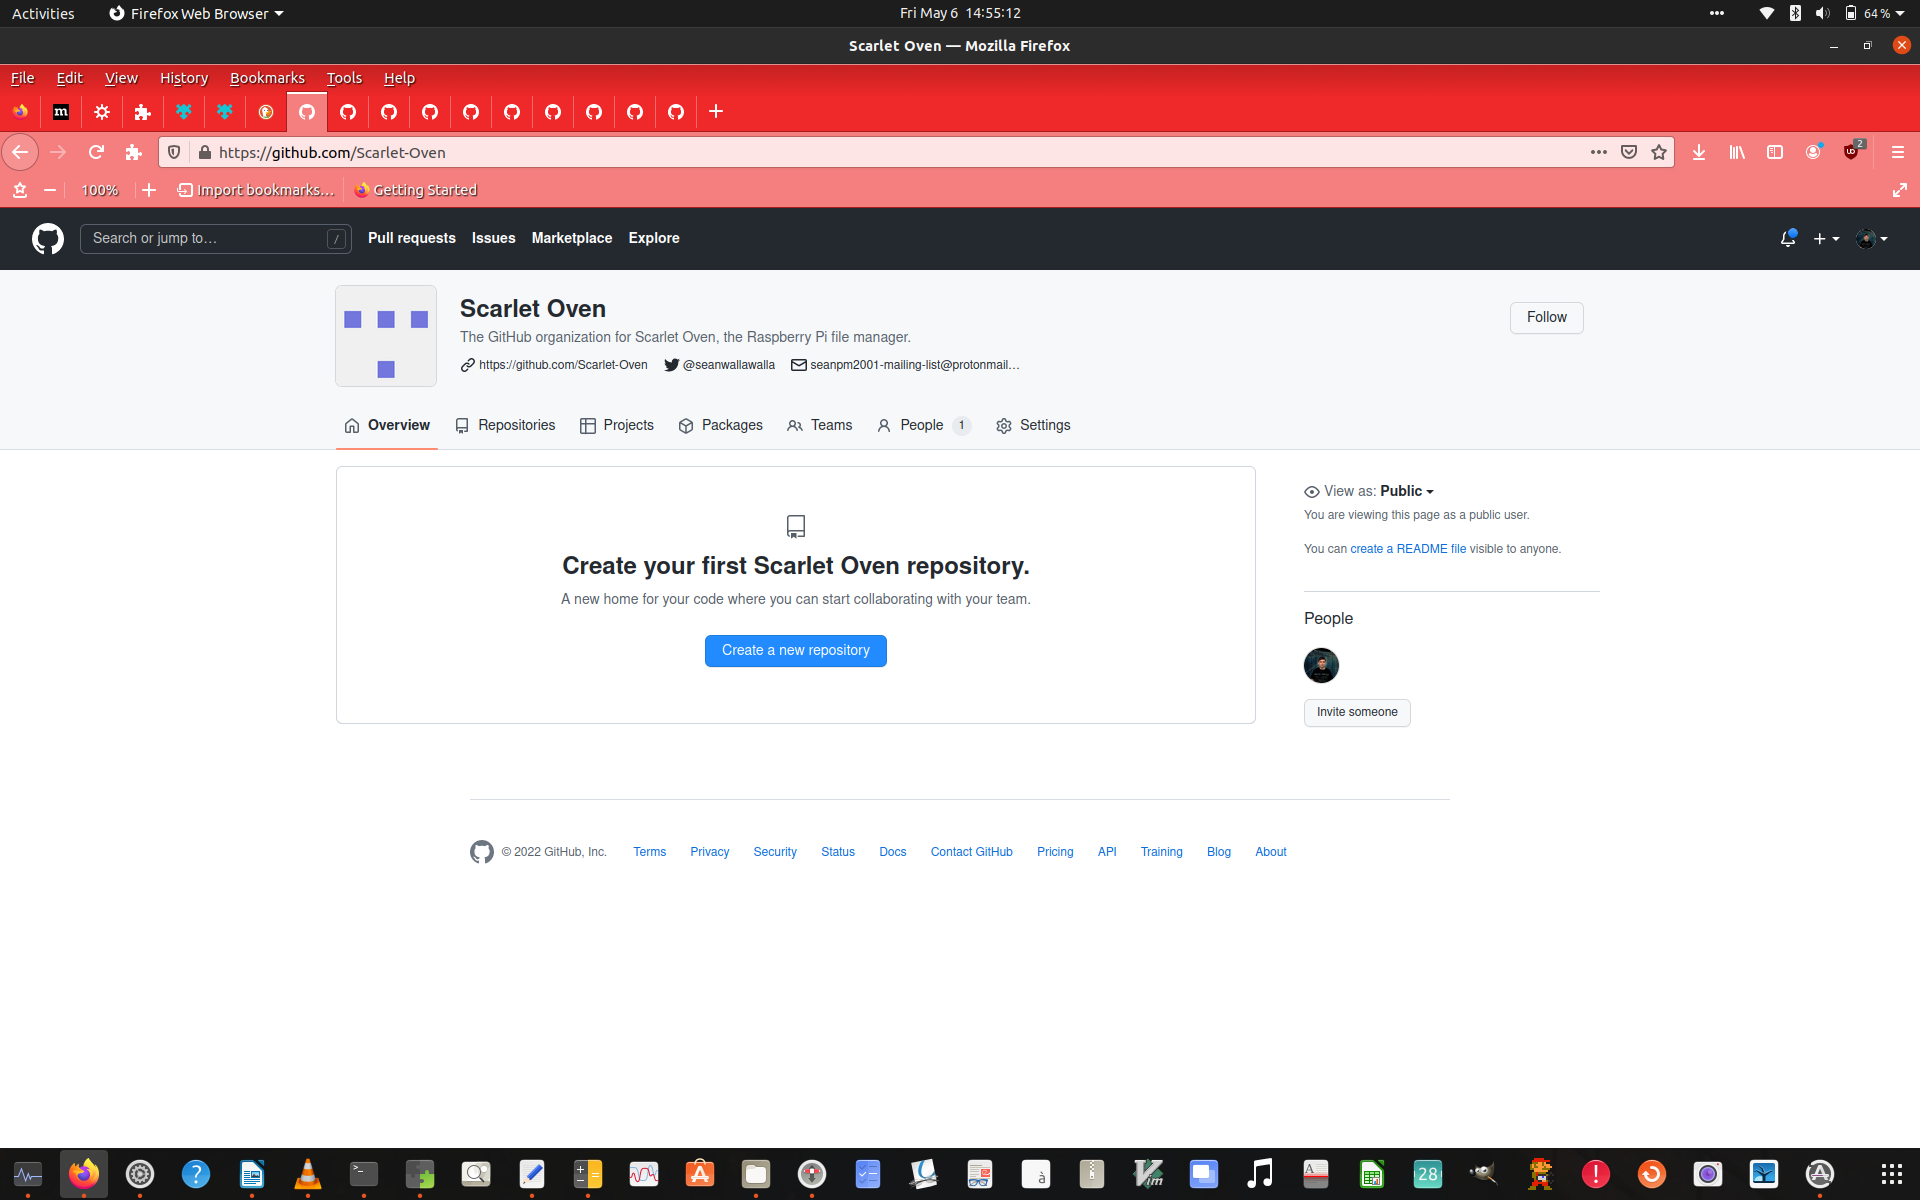 Activities Firefox Web Browser Fri May 6 14:55:12 64 %
Scarlet Oven — Mozilla Firefox
File Edit View History Bookmarks Tools Help
m
https://github.com/Scarlet-Oven 2
100% Import bookmarks... Getting Started
Search or jump to... / Pull requests Issues Marketplace Explore
Scarlet Oven
Follow
The GitHub organization for Scarlet Oven, the Raspberry Pi file manager.
https://github.com/Scarlet-Oven @seanwallawalla seanpm2001-mailing-list@protonmail...
Overview Repositories Projects Packages Teams People 1 Settings
View as: Public
You are viewing this page as a public user.
You can create a README file visible to anyone.
Create your first Scarlet Oven repository.
A new home for your code where you can start collaborating with your team.
Create a new repository
People
Invite someone
© 2022 GitHub, Inc. Terms Privacy Security Status Docs Contact GitHub Pricing API Training Blog About
28